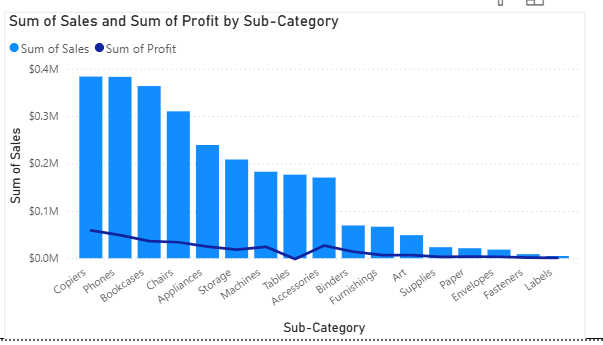 Sum of Sales and Sum of Profit by Sub-Category
Sum of Sales Sum of Profit
$0.4M
$0.3M
$0.2M
$0.1M
$0.0M
Sum of Sales
Copiers
Phones
Bookcases
Chairs
Appliances
Storage
Machines
Tables
Accessories
Binders
Furnishings
Art
Supplies
Paper
Envelopes
Fasteners
Labels
Sub-Category